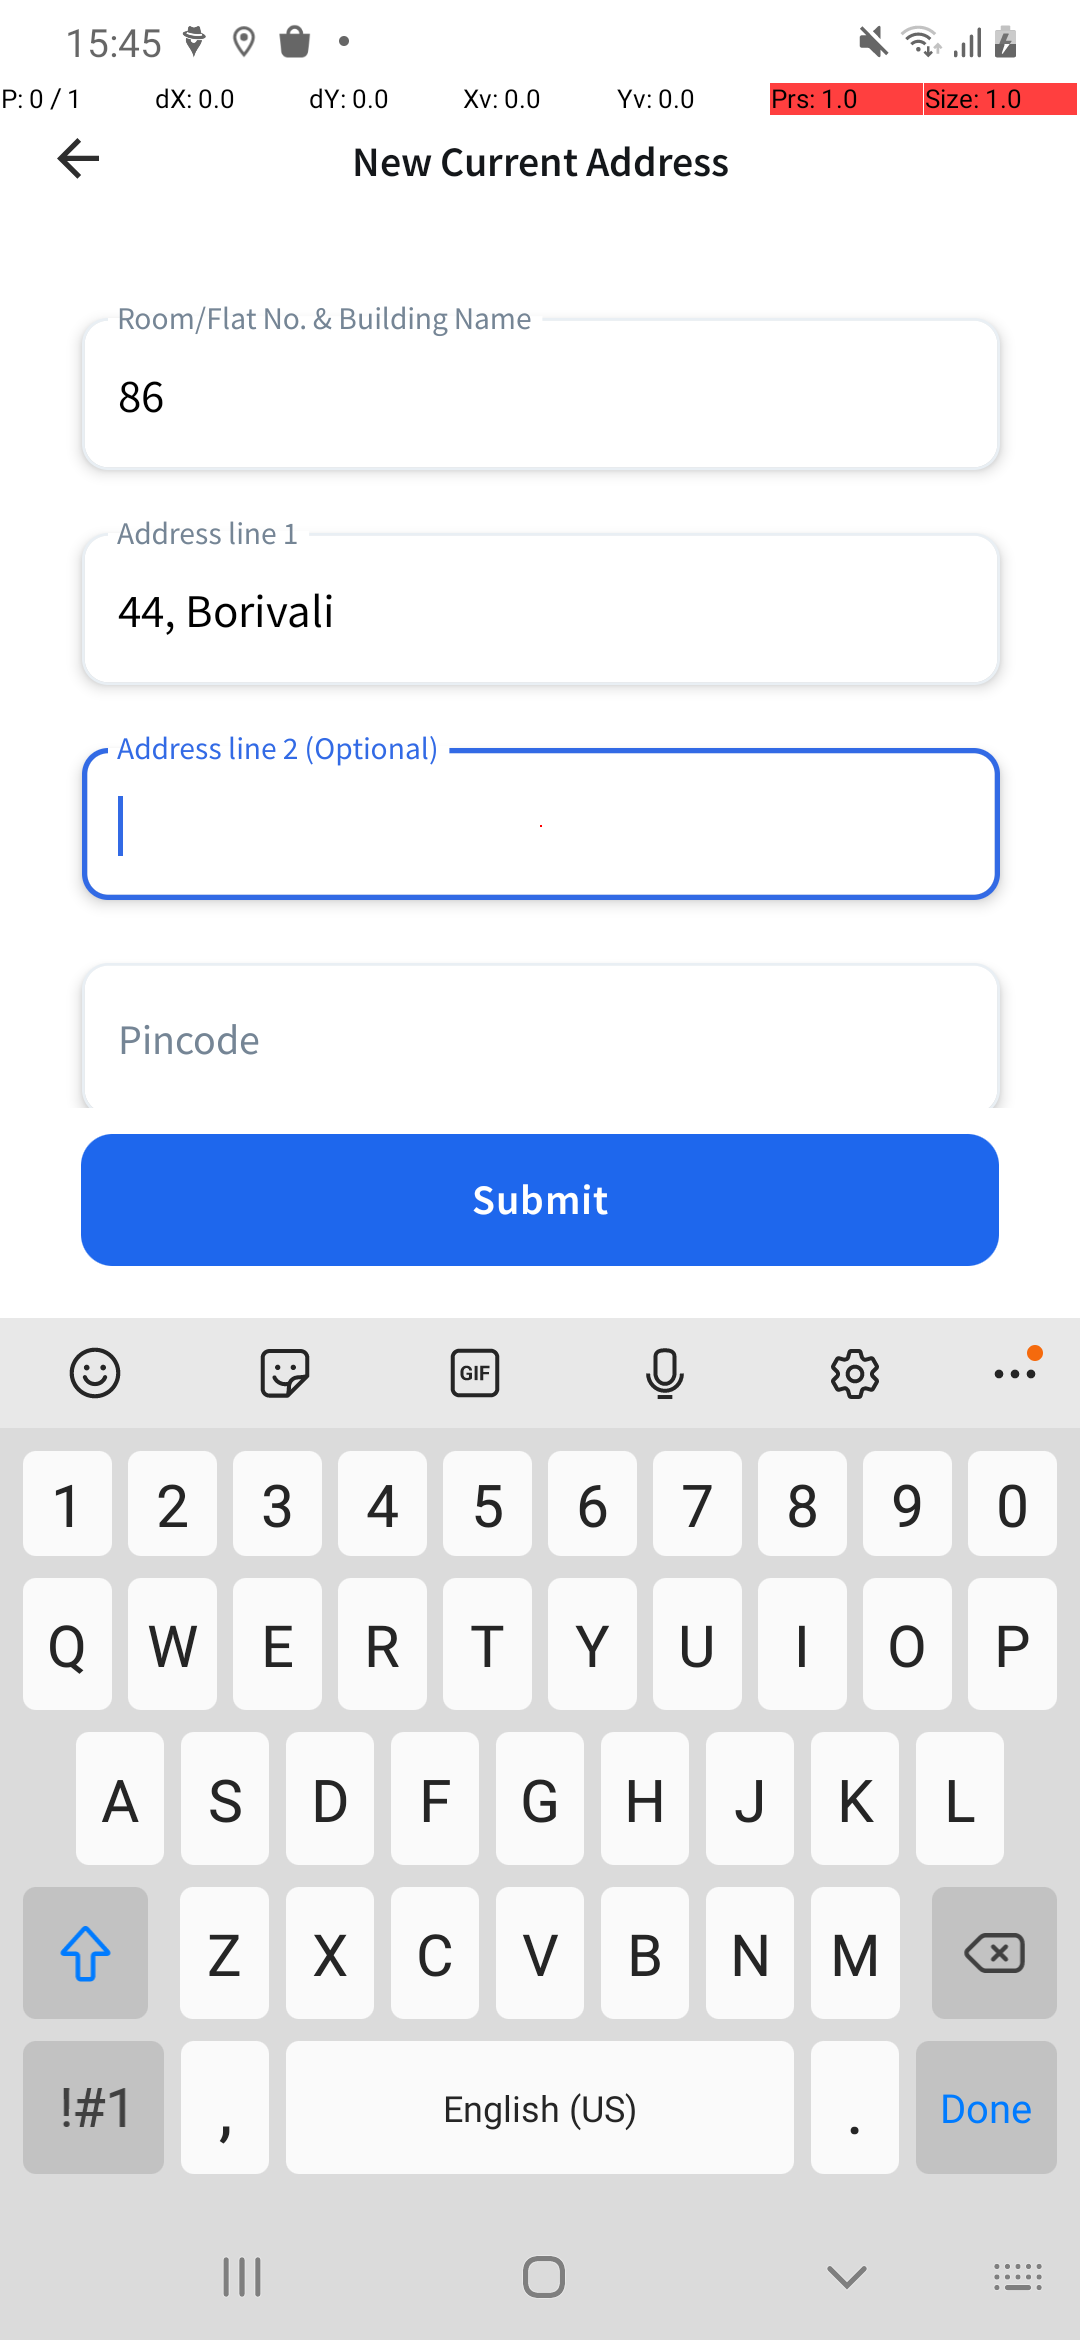 15:45
P: 0 / 1 dX: 0.0 dY: 0.0 Xv: 0.0 Yv: 0.0 Prs: 1.0 Size: 1.0
New Current Address
Room/Flat No. & Building Name
86
Address line 1
44, Borivali
Address line 2 (Optional)
Pincode
Submit
GIF
1 2 3 4 5 6 7 8 9 0
Q W E R T Y U I O P
A S D F G H J K L
Z X C V B N M
!#1 , English (US) . Done